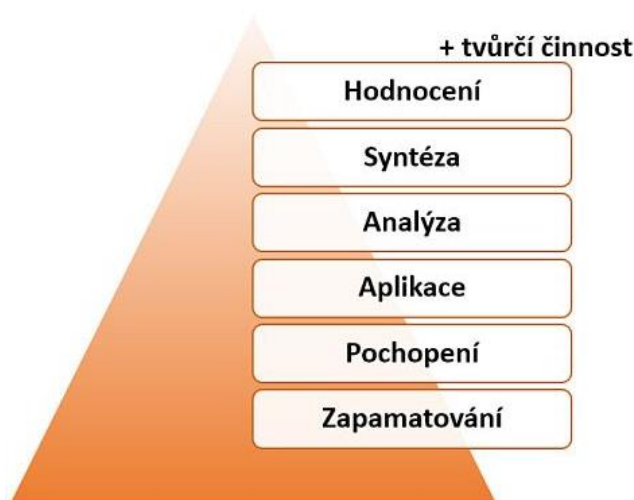 + tvůrčí činnost
Hodnocení
Syntéza
Analýza
Aplikace
Pochopení
Zapamatování